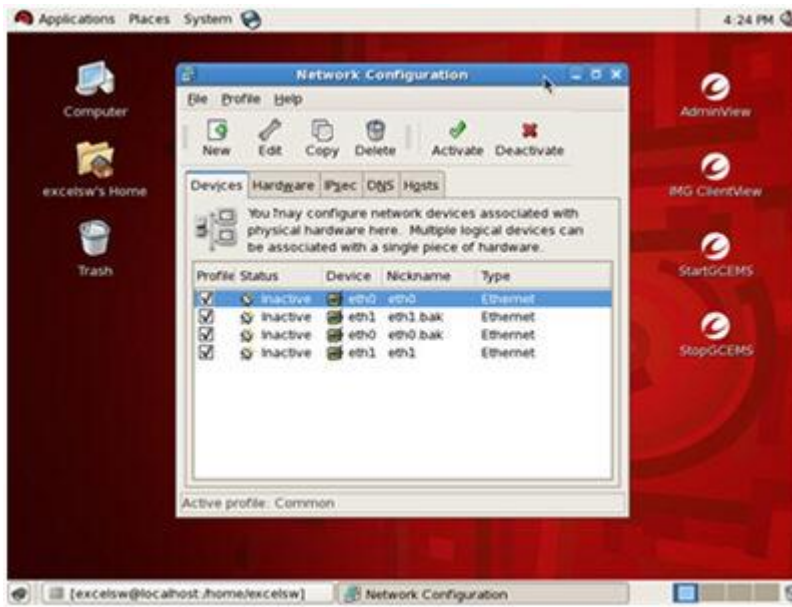 Applications Places System 4:24 PM
Computer
excelsw's Home
Trash
Network Configuration
File Profile Help
New Edit Copy Delete Activate Deactivate
Devices Hardware IPsec DNS Hosts
You may configure network devices associated with
physical hardware here. Multiple logical devices can
be associated with a single piece of hardware.
Profile Status Device Nickname Type
Inactive eth0 eth0 Ethernet
Inactive eth1 eth1.bak Ethernet
Inactive eth0 eth0.bak Ethernet
Inactive eth1 eth1 Ethernet
Active profile: Common
AdminView
IMG ClientView
StartGCEMS
StopGCEMS
[excelsw@localhost:/home/excelsw] Network Configuration